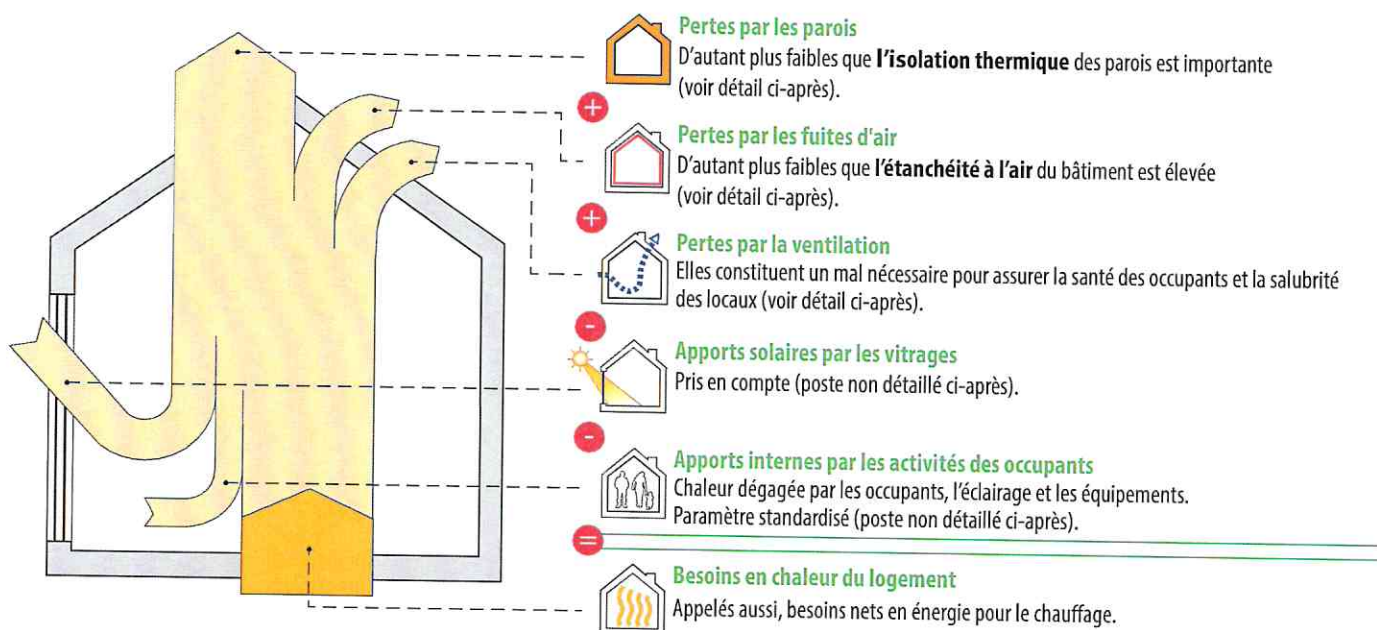 Pertes par les parois
D'autant plus faibles que l'isolation thermique des parois est importante
(voir détail ci-après).
+
Pertes par les fuites d'air
D'autant plus faibles que l'étanchéité à l'air du bâtiment est élevée
(voir détail ci-après).
+
Pertes par la ventilation
Elles constituent un mal nécessaire pour assurer la santé des occupants et la salubrité
des locaux (voir détail ci-après).
-
Apports solaires par les vitrages
Pris en compte (poste non détaillé ci-après).
-
Apports internes par les activités des occupants
Chaleur dégagée par les occupants, l'éclairage et les équipements.
Paramètre standardisé (poste non détaillé ci-après).
=
Besoins en chaleur du logement
Appelés aussi, besoins nets en énergie pour le chauffage.